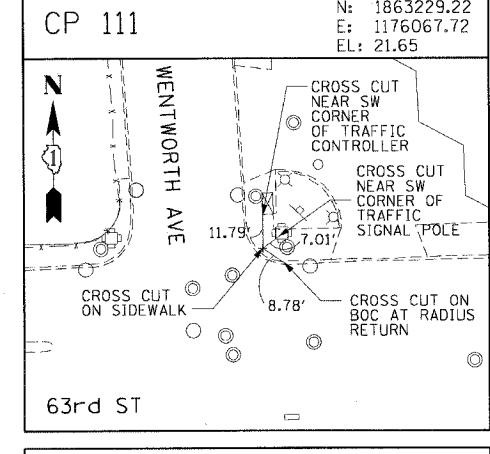 CP 111
N: 1863229.22
E: 1176067.72
EL: 21.65
N
1
WENTWORTH AVE
CROSS CUT
NEAR SW
CORNER
OF TRAFFIC
CONTROLLER
CROSS CUT
NEAR SW
CORNER OF
TRAFFIC
SIGNAL POLE
11.79'
7.01'
CROSS CUT
ON SIDEWALK
8.78'
CROSS CUT ON
BOC AT RADIUS
RETURN
63rd ST